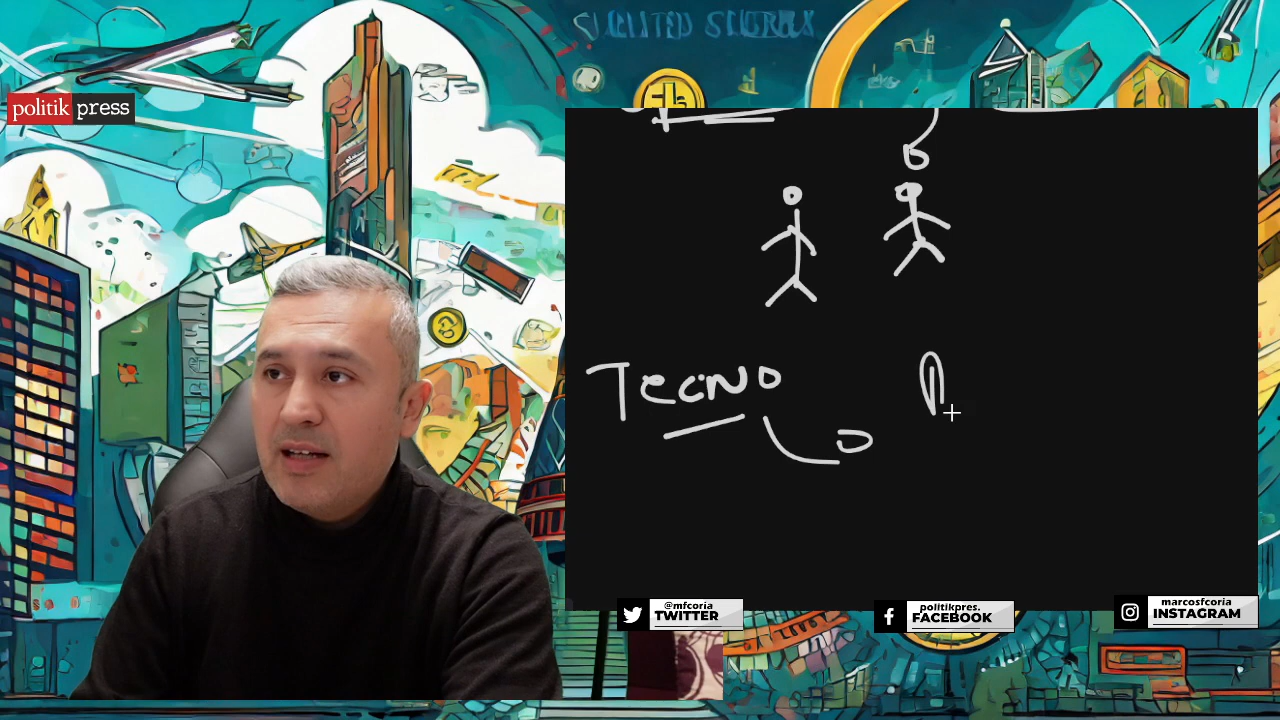 politik press
TECNO
@mfcoria
TWITTER
politikpres.
FACEBOOK
marcosfcoria
INSTAGRAM